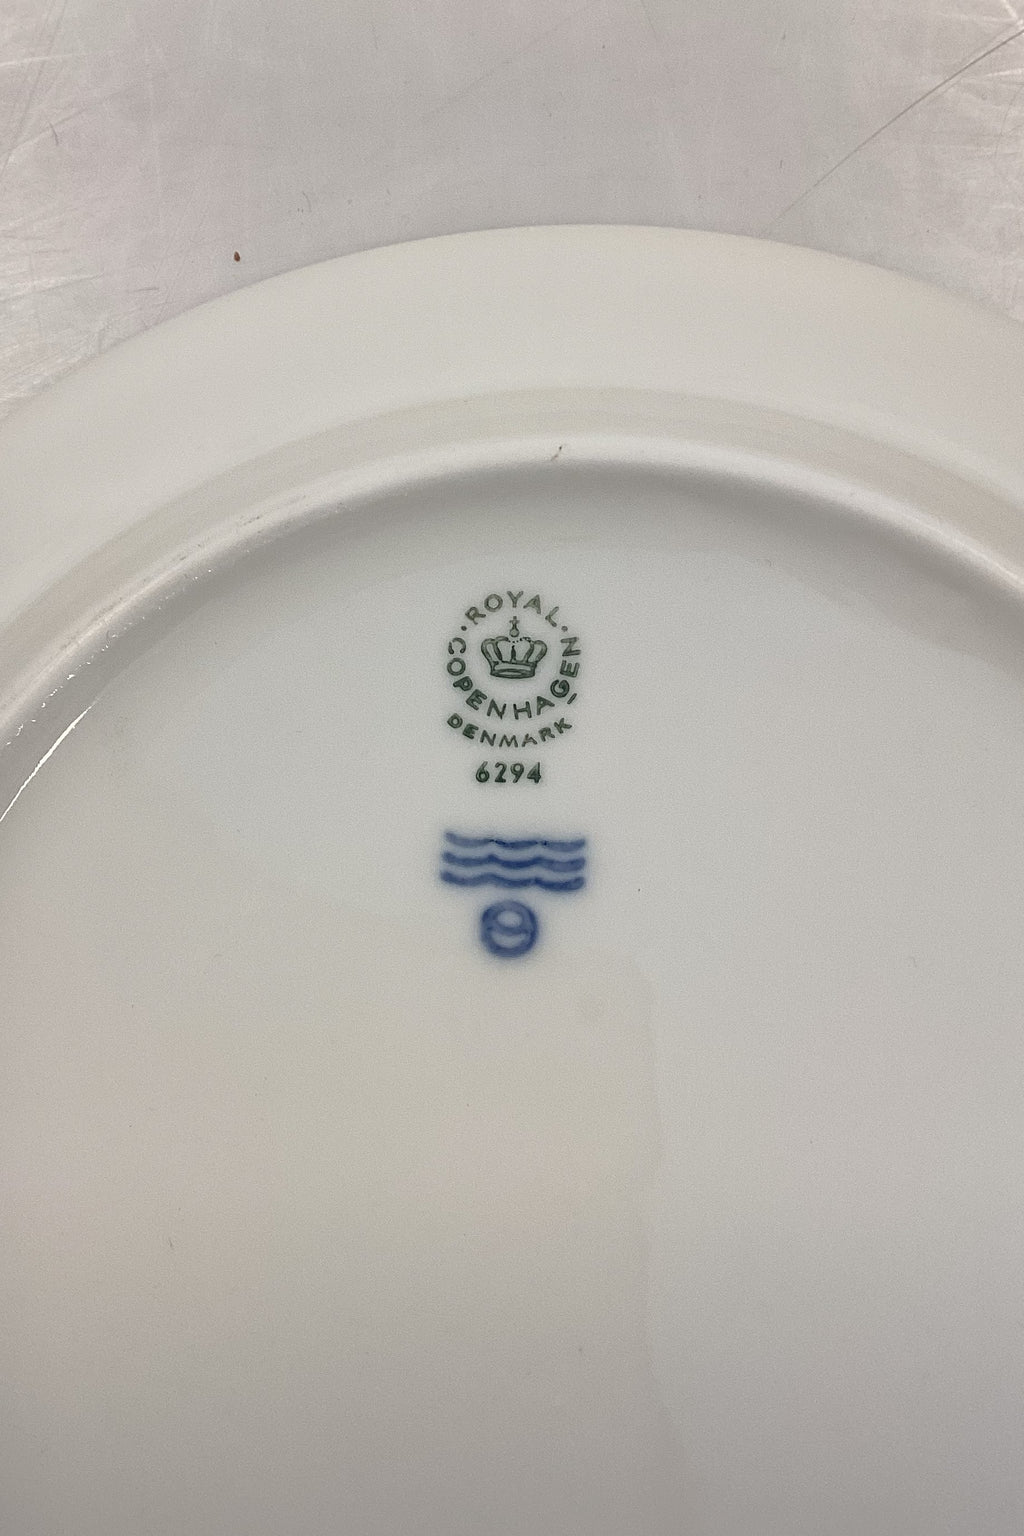 ROYAL
COPENHAGEN
DENMARK
6294